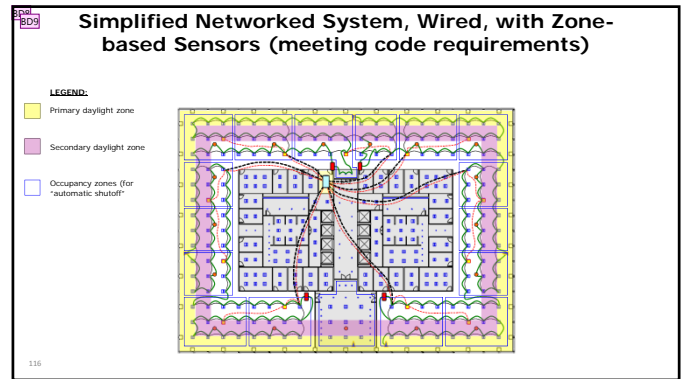 BD8
BD9
Simplified Networked System, Wired, with Zone-
based Sensors (meeting code requirements)
LEGEND:
Primary daylight zone
Secondary daylight zone
Occupancy zones (for
“automatic shutoff”
116